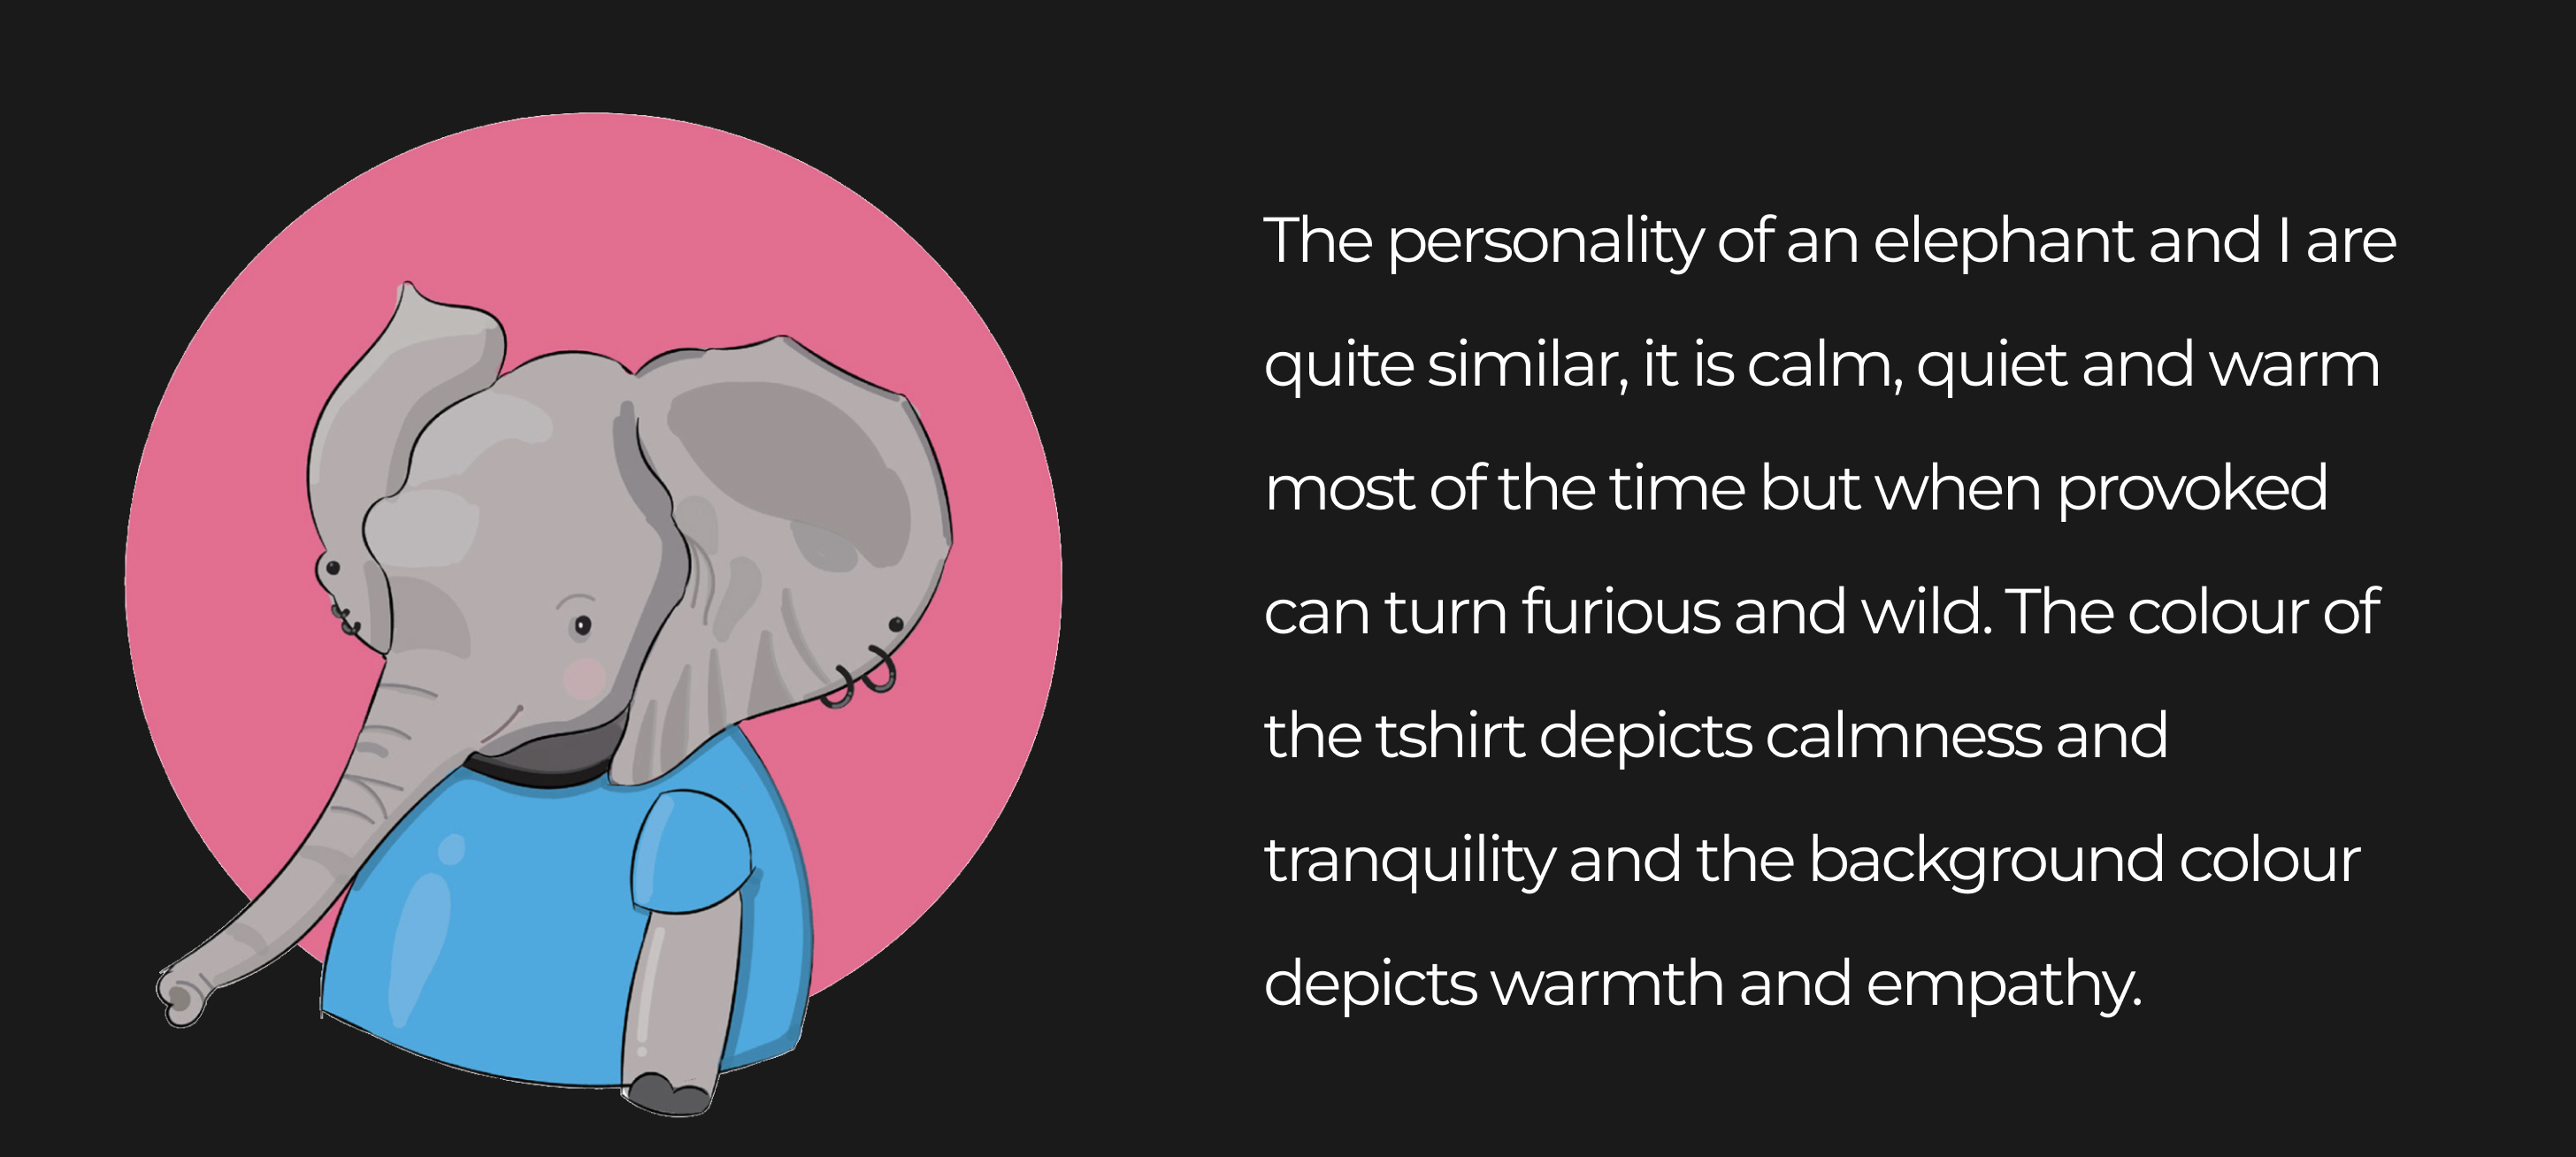 The personality of an elephant and I are
quite similar, it is calm, quiet and warm
most of the time but when provoked
can turn furious and wild. The colour of
the tshirt depicts calmness and
tranquility and the background colour
depicts warmth and empathy.